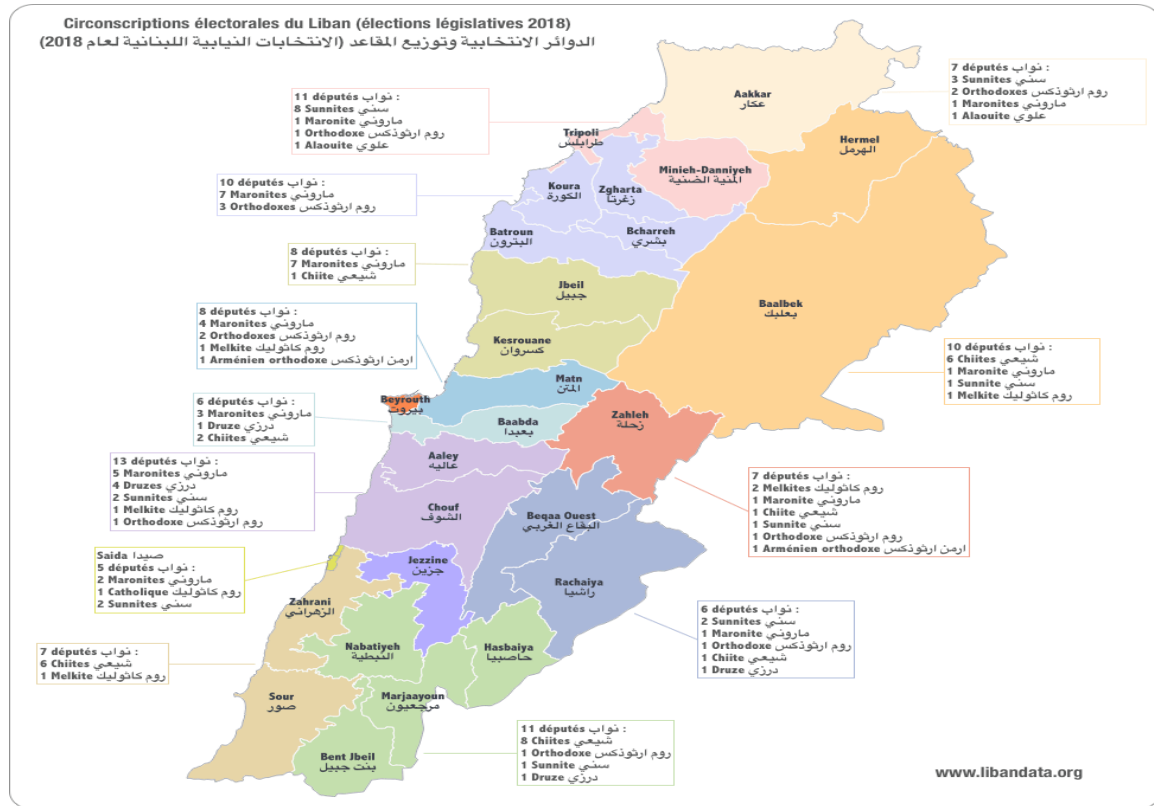 Circonscriptions électorales du Liban (élections législatives 2018)
الدوائر الانتخابية وتوزيع المقاعد (الانتخابات النيابية اللبنانية لعام 2018)
7 députés نواب :
3 Sunnites سني
2 Orthodoxes روم ارثوذكس
1 Maronites ماروني
1 Alaouite علوي
11 députés نواب :
8 Sunnites سني
1 Maronite ماروني
1 Orthodoxe روم ارثوذكس
1 Alaouite علوي
Aakkar
عكار
Tripoli
طرابلس
Hermel
الهرمل
Minieh-Danniyeh
المنية الضنية
10 députés نواب :
7 Maronites ماروني
3 Orthodoxes روم ارثوذكس
Koura
الكورة
Zgharta
زغرتا
Batroun
البترون
Bcharreh
بشري
8 députés نواب :
7 Maronites ماروني
1 Chiite شيعي
Jbeil
جبيل
Baalbek
بعلبك
8 députés نواب :
4 Maronites ماروني
2 Orthodoxes روم ارثوذكس
1 Melkite روم كاثوليك
1 Arménien orthodoxe ارمن ارثوذكس
Kesrouane
كسروان
10 députés نواب :
6 Chiites شيعي
1 Maronite ماروني
1 Sunnite سني
1 Melkite روم كاثوليك
Matn
المتن
Beyrouth
بيروت
6 députés نواب :
3 Maronites ماروني
1 Druze درزي
2 Chiites شيعي
Baabda
بعبدا
Zahleh
زحلة
13 députés نواب :
5 Maronites ماروني
4 Druzes درزي
2 Sunnites سني
1 Melkite روم كاثوليك
1 Orthodoxe روم ارثوذكس
Aaley
عاليه
7 députés نواب :
2 Melkites روم كاثوليك
1 Maronite ماروني
1 Chiite شيعي
1 Sunnite سني
1 Orthodoxe روم ارثوذكس
1 Arménien orthodoxe ارمن ارثوذكس
Chouf
الشوف
Beqaa Ouest
البقاع الغربي
Saida صيدا
5 députés نواب :
2 Maronites ماروني
1 Catholique روم كاثوليك
2 Sunnites سني
Jezzine
جزين
Rachaiya
راشيا
Zahrani
الزهراني
6 députés نواب :
2 Sunnites سني
1 Maronite ماروني
1 Orthodoxe روم ارثوذكس
1 Chiite شيعي
1 Druze درزي
Nabatiyeh
النبطية
Hasbaiya
حاصبيا
7 députés نواب :
6 Chiites شيعي
1 Melkite روم كاثوليك
Sour
صور
Marjaayoun
مرجعيون
11 députés نواب :
8 Chiites شيعي
1 Orthodoxe روم ارثوذكس
1 Sunnite سني
1 Druze درزي
Bent Jbeil
بنت جبيل
www.libandata.org